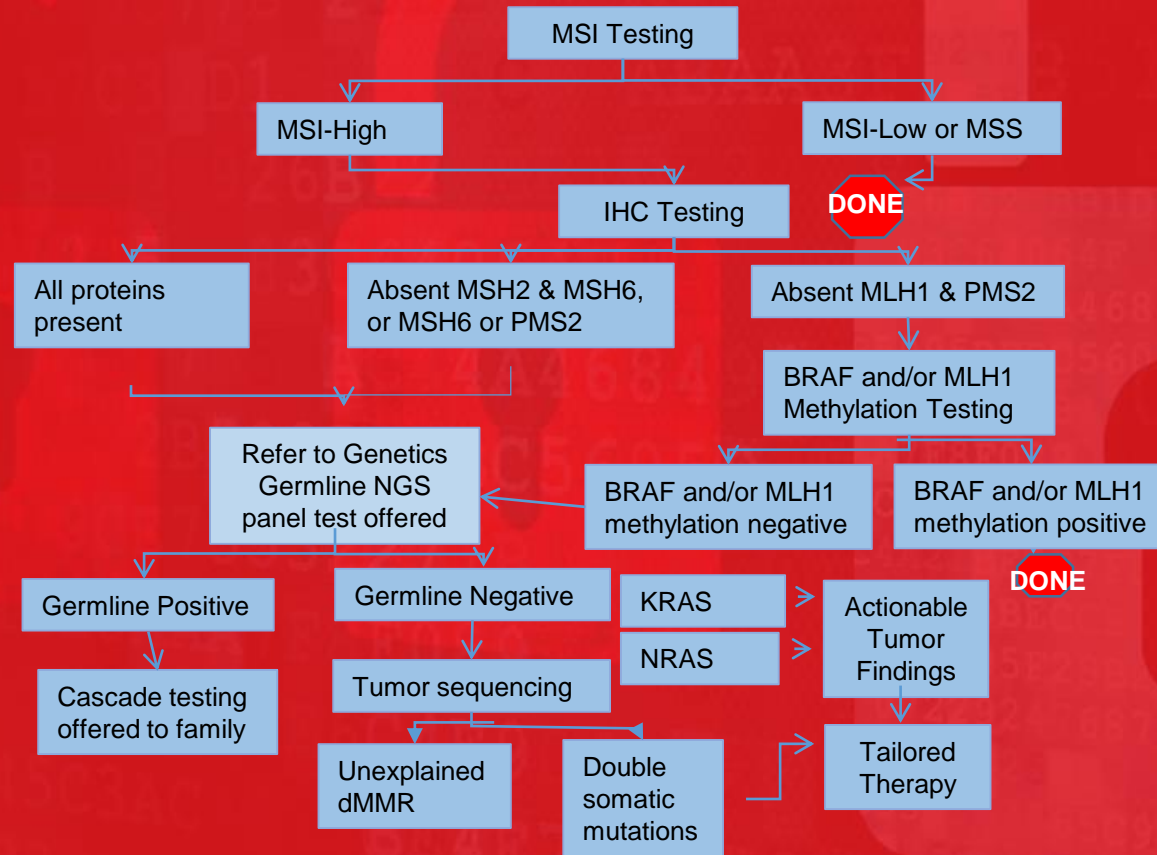 MSI Testing
MSI-High
MSI-Low or MSS
IHC Testing
DONE
All proteins
present
Absent MSH2 & MSH6,
or MSH6 or PMS2
Absent MLH1 & PMS2
BRAF and/or MLH1
Methylation Testing
Refer to Genetics
Germline NGS
panel test offered
BRAF and/or MLH1
methylation negative
BRAF and/or MLH1
methylation positive
DONE
Germline Positive
Germline Negative
KRAS
NRAS
Actionable
Tumor
Findings
Cascade testing
offered to family
Tumor sequencing
Unexplained
dMMR
Double
somatic
mutations
Tailored
Therapy